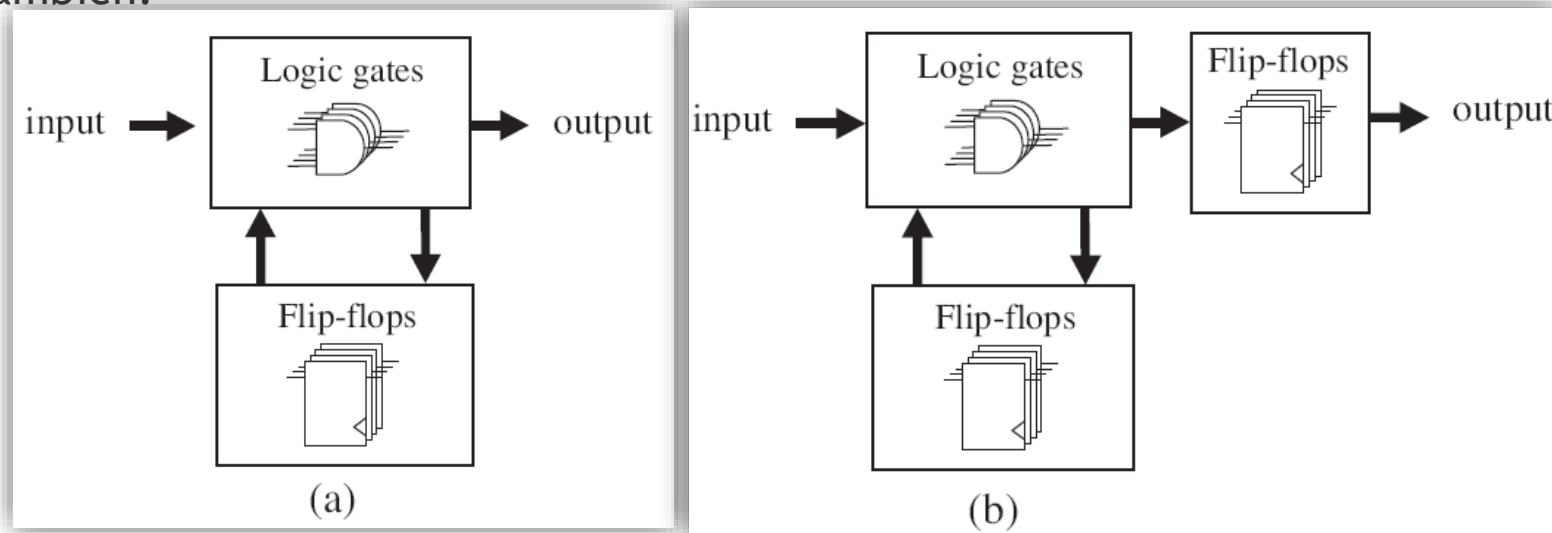 Logic gates
input
output
Flip-flops
(a)
Logic gates
Flip-flops
input
output
Flip-flops
(b)